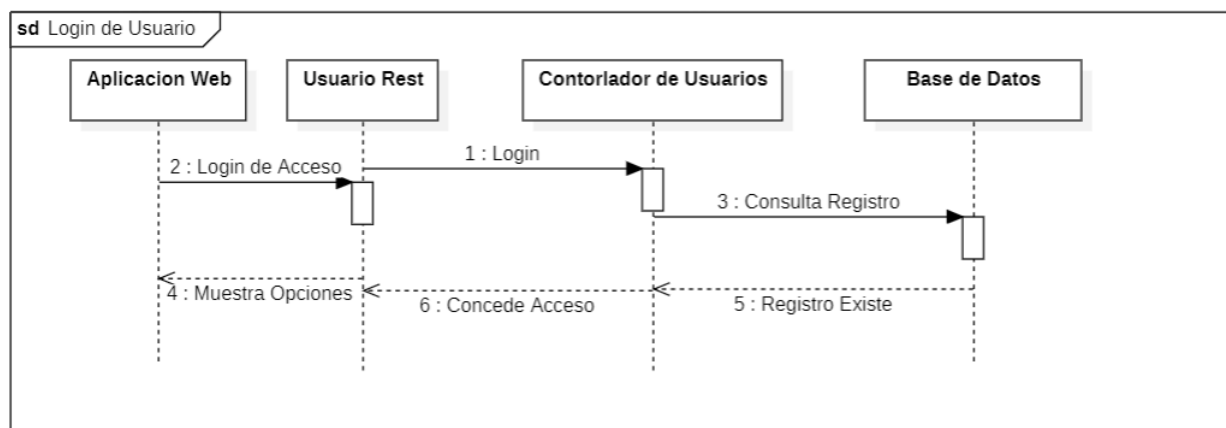 sd Login de Usuario
Aplicacion Web
Usuario Rest
Contorlador de Usuarios
Base de Datos
1 : Login
2 : Login de Acceso
3 : Consulta Registro
4 : Muestra Opciones
6 : Concede Acceso
5 : Registro Existe